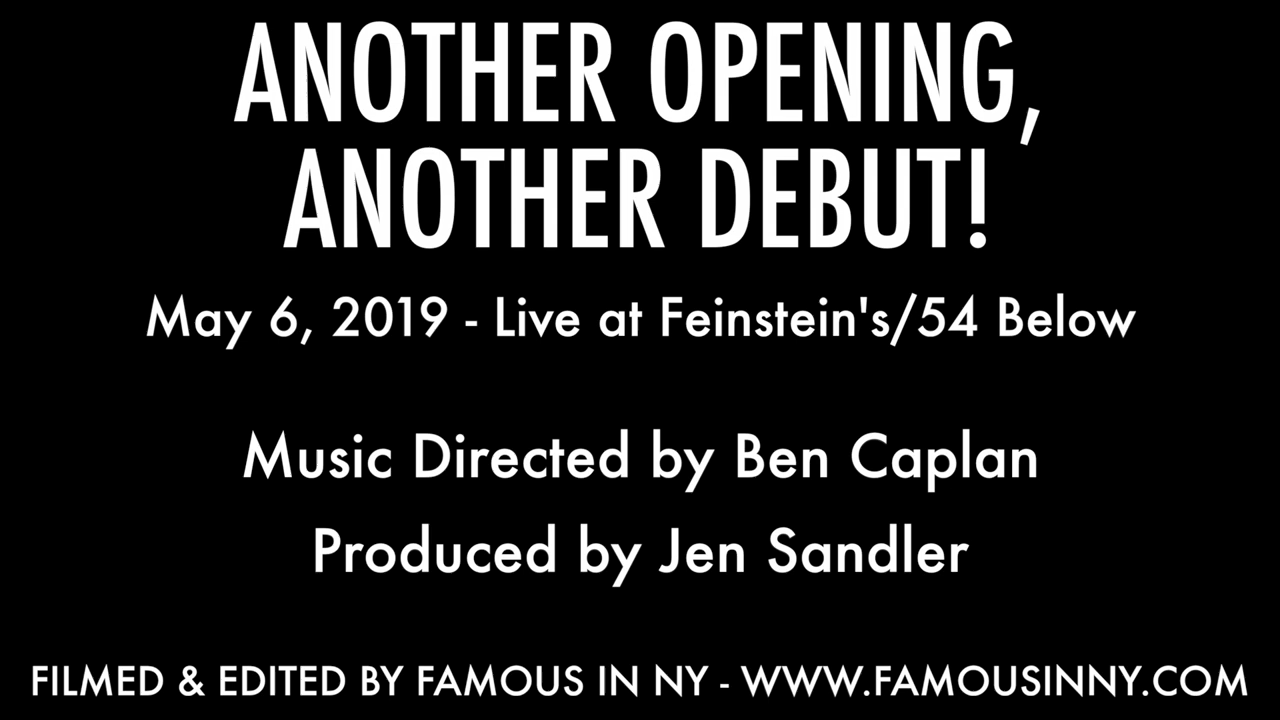 ANOTHER OPENING,
ANOTHER DEBUT!
May 6, 2019 - Live at Feinstein's/54 Below
Music Directed by Ben Caplan
Produced by Jen Sandler
FILMED & EDITED BY FAMOUS IN NY - WWW.FAMOUSINNY.COM